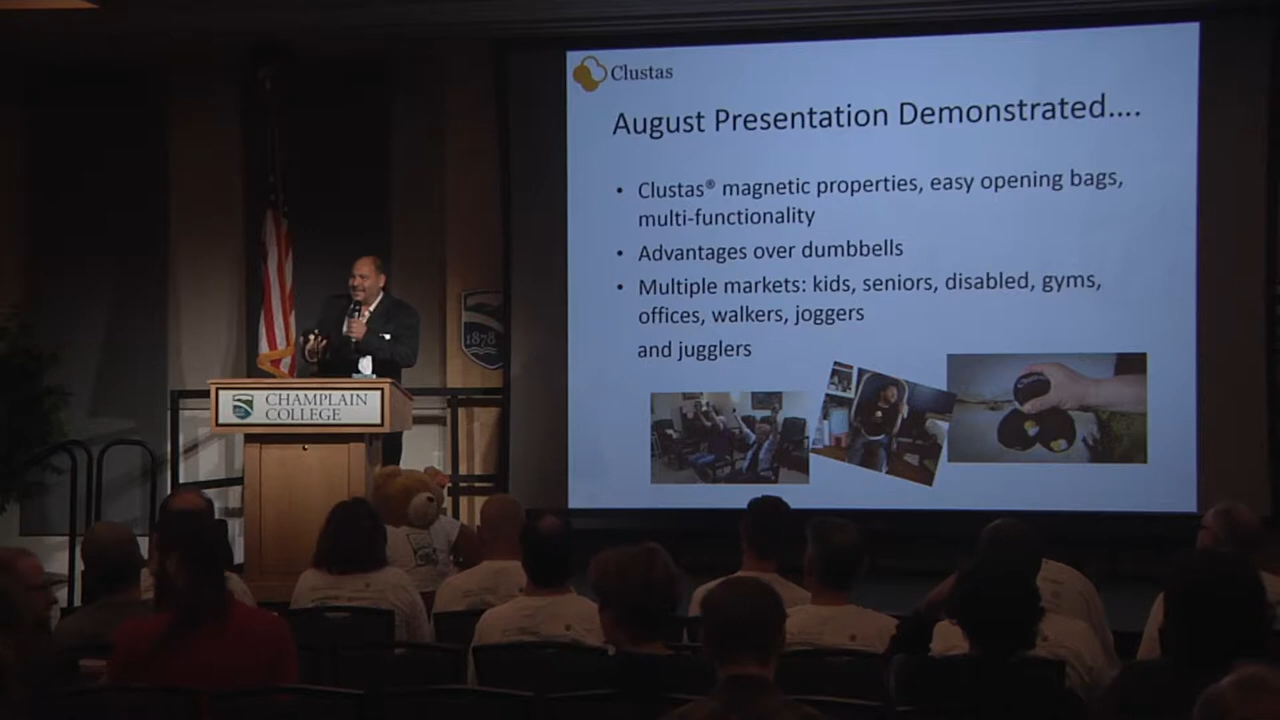 Clustas
August Presentation Demonstrated....
• Clustas® magnetic properties, easy opening bags,
multi-functionality
• Advantages over dumbbells
• Multiple markets: kids, seniors, disabled, gyms,
offices, walkers, joggers
and jugglers
1878
CHAMPLAIN
COLLEGE